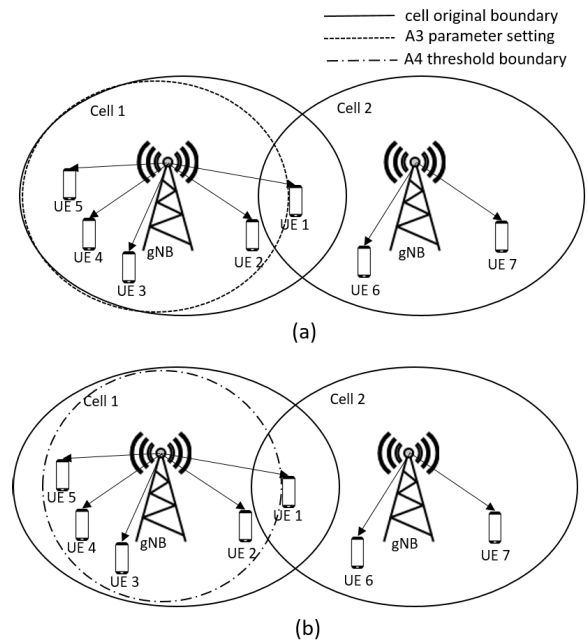 cell original boundary
A3 parameter setting
A4 threshold boundary
Cell 1
Cell 2
UE 5
UE 1
UE 4
UE 2
gNB
gNB
UE 3
UE 6
UE 7
(a)
Cell 1
Cell 2
UE 5
UE 1
UE 4
UE 2
gNB
gNB
UE 3
UE 6
UE 7
(b)